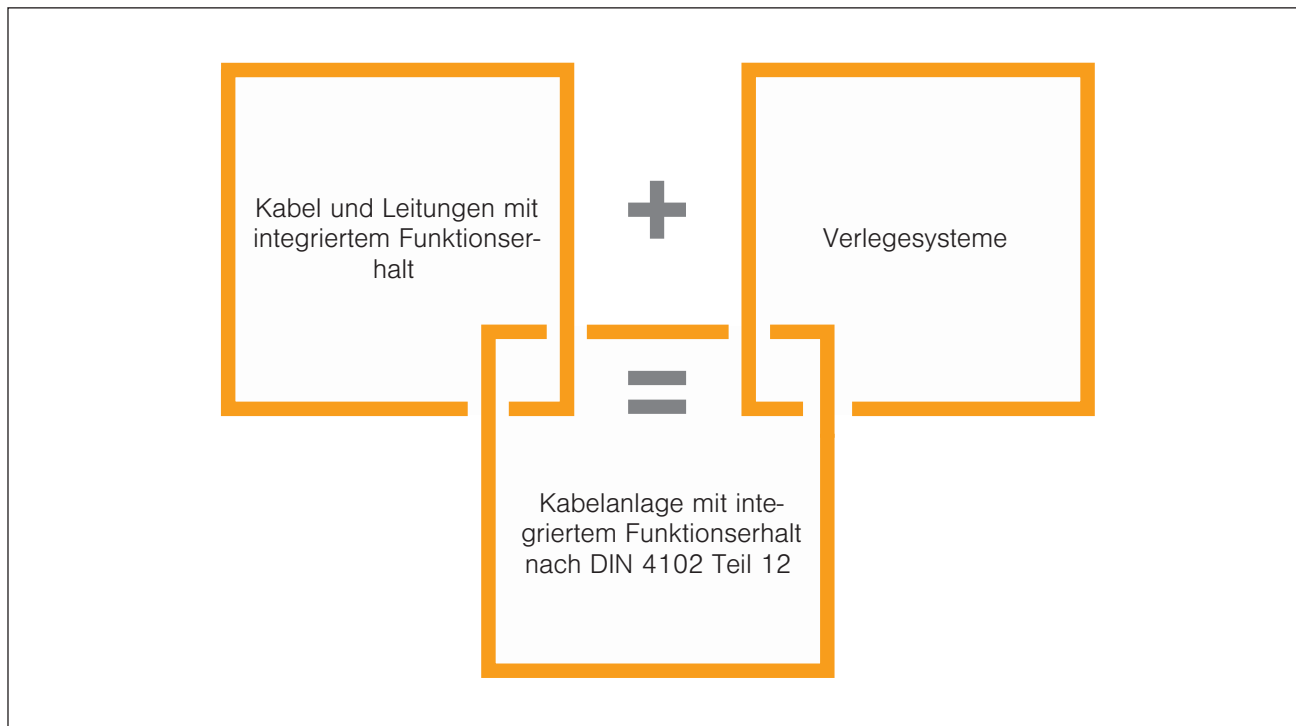 Kabel und Leitungen mit
integriertem Funktionser-
halt
+
Verlegesysteme
=
Kabelanlage mit inte-
griertem Funktionserhalt
nach DIN 4102 Teil 12